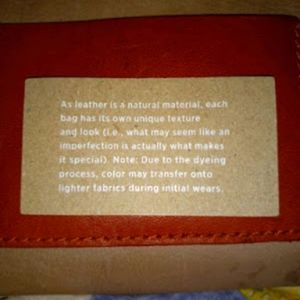 As leather is a natural material, each
bag has its own unique texture
and look (i.e., what may seem like an
imperfection is actually what makes
it special). Note: Due to the dyeing
process, color may transfer onto
lighter fabrics during initial wears.